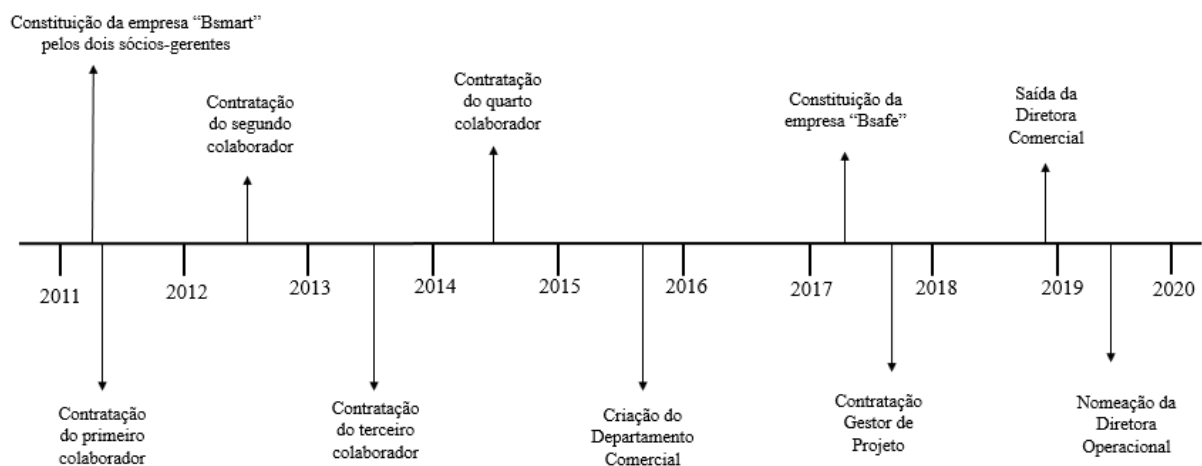 Constituição da empresa “Bsmart”
pelos dois sócios-gerentes
Contratação
do segundo
colaborador
Contratação
do quarto
colaborador
Constituição da
empresa “Bsafe”
Saída da
Diretora
Comercial
2011
2012
2013
2014
2015
2016
2017
2018
2019
2020
Contratação
do primeiro
colaborador
Contratação
do terceiro
colaborador
Criação do
Departamento
Comercial
Contratação
Gestor de
Projeto
Nomeação da
Diretora
Operacional